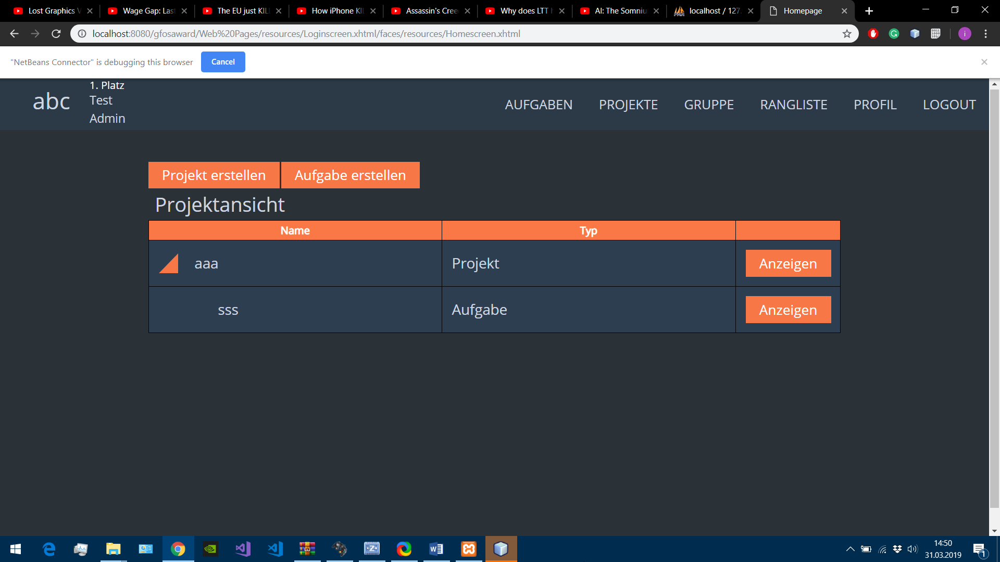 Lost Graphics V
Wage Gap: Last
The EU just KIL
How iPhone KI
Assassin's Cree
Why does LTT
AI: The Somniu
localhost / 127.
Homepage
localhost:8080/gfosaward/Web%20Pages/resources/Loginscreen.xhtml/faces/resources/Homescreen.xhtml
"NetBeans Connector" is debugging this browser
Cancel
abc
1. Platz
Test
Admin
AUFGABEN PROJEKTE GRUPPE RANGLISTE PROFIL LOGOUT
Projekt erstellen Aufgabe erstellen
Projektansicht
Name Typ
aaa Projekt Anzeigen
sss Aufgabe Anzeigen
14:50
31.03.2019
1